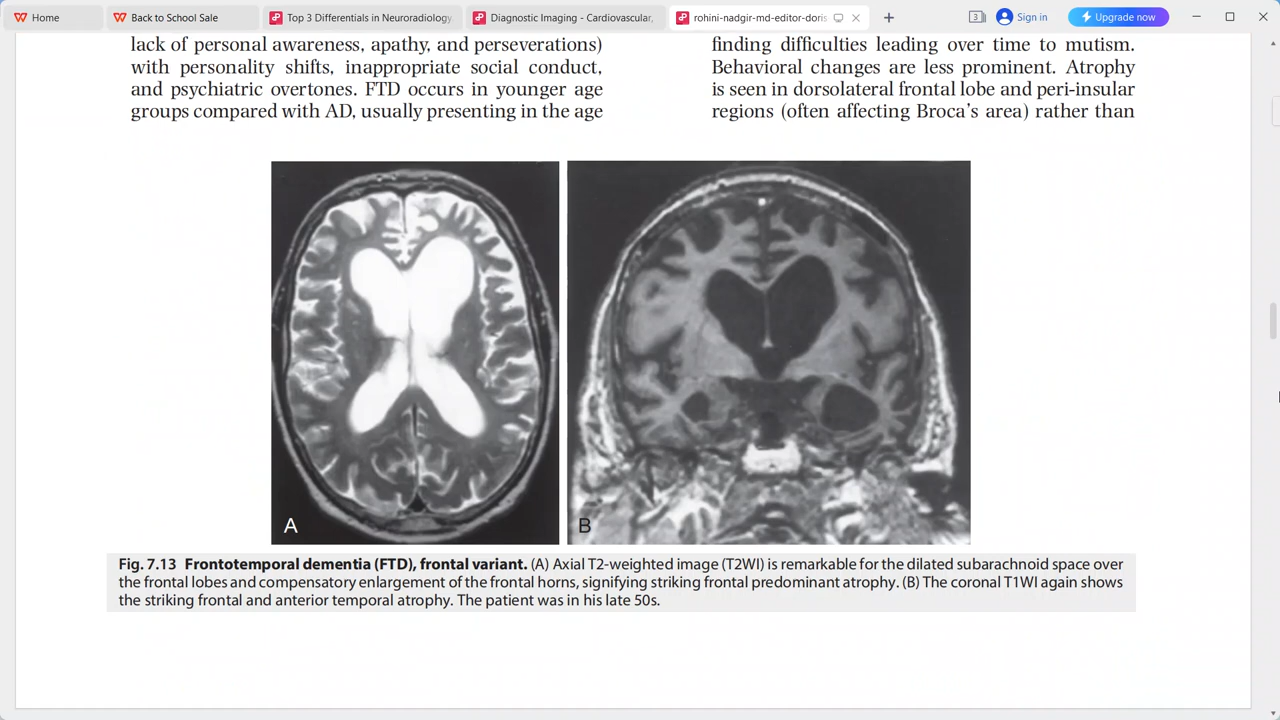 Home
Back to School Sale
Top 3 Differentials in Neuroradiology
Diagnostic Imaging - Cardiovascular,
rohini-nadgir-md-editor-doris
3
Sign in
Upgrade now
lack of personal awareness, apathy, and perseverations)
with personality shifts, inappropriate social conduct,
and psychiatric overtones. FTD occurs in younger age
groups compared with AD, usually presenting in the age
finding difficulties leading over time to mutism.
Behavioral changes are less prominent. Atrophy
is seen in dorsolateral frontal lobe and peri-insular
regions (often affecting Broca’s area) rather than
A
B
Fig. 7.13 Frontotemporal dementia (FTD), frontal variant. (A) Axial T2-weighted image (T2WI) is remarkable for the dilated subarachnoid space over
the frontal lobes and compensatory enlargement of the frontal horns, signifying striking frontal predominant atrophy. (B) The coronal T1WI again shows
the striking frontal and anterior temporal atrophy. The patient was in his late 50s.